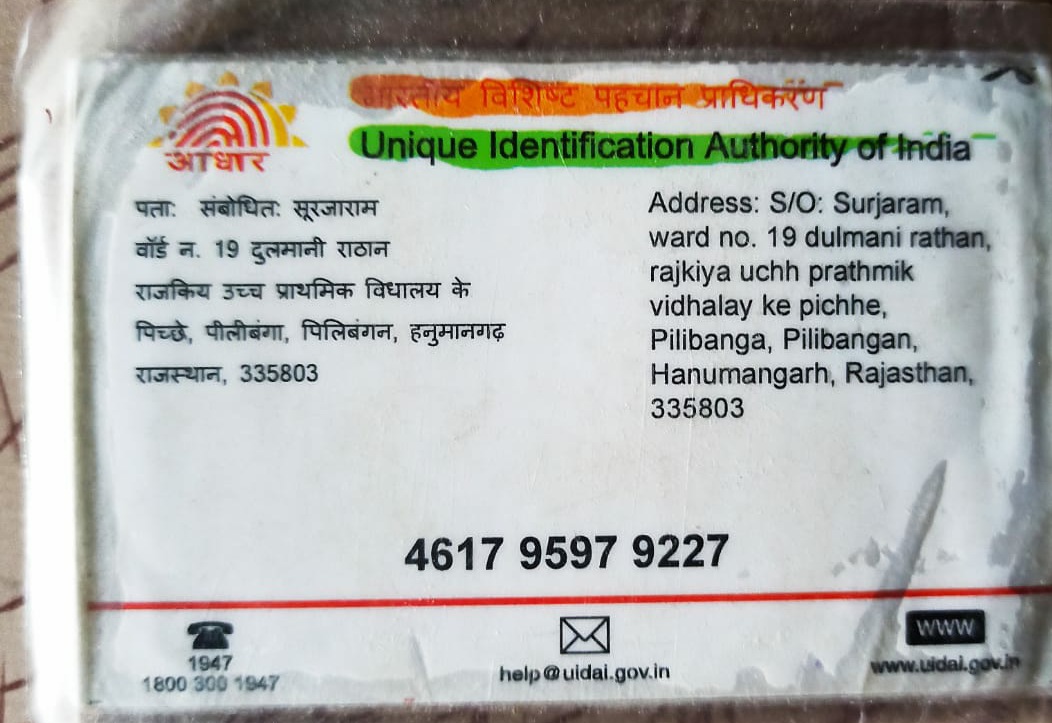 भारतीय विशिष्ट पहचान प्राधिकरण
Unique Identification Authority of India
आधार
पता: संबोधित: सूरजाराम
वॉर्ड न. 19 दुलमानी राठान
राजकिय उच्च प्राथमिक विधालय के
पिच्छे, पीलीबंगा, पिलिबंगन, हनुमानगढ़
राजस्थान, 335803
Address: S/O: Surjaram,
ward no. 19 dulmani rathan,
rajkiya uchh prathmik
vidhalay ke pichhe,
Pilibanga, Pilibangan,
Hanumangarh, Rajasthan,
335803
4617 9597 9227
1947
1800 300 1947
help@uidai.gov.in
www
www.uidai.gov.in